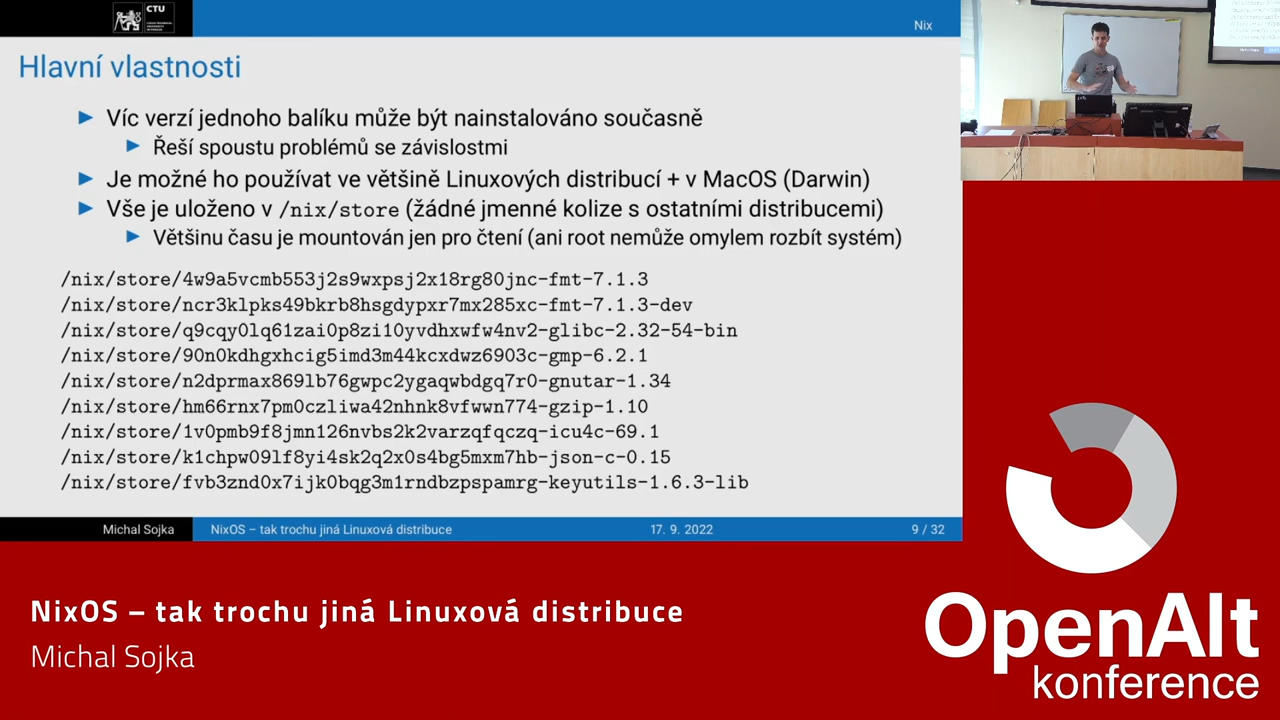 CTU
Nix
Hlavní vlastnosti
Víc verzí jednoho balíku může být nainstalováno současně
Řeší spoustu problémů se závislostmi
Je možné ho používat ve většině Linuxových distribucí + v MacOS (Darwin)
Vše je uloženo v /nix/store (žádné jmenné kolize s ostatními distribucemi)
Většinu času je mountován jen pro čtení (ani root nemůže omylem rozbít systém)
/nix/store/4w9a5vcmb553j2s9wxpsj2x18rg80jnc-fmt-7.1.3
/nix/store/ncr3klpks49bkrb8hsgdypxr7mx285xc-fmt-7.1.3-dev
/nix/store/q9cqy0lq61zai0p8zi10yvdhxwfw4nv2-glibc-2.32-54-bin
/nix/store/90n0kdhgxhcig5imd3m44kcxdwz6903c-gmp-6.2.1
/nix/store/n2dprmax869lb76gwpc2ygaqwbdgq7r0-gnutar-1.34
/nix/store/hm66rnx7pm0czliwa42nhnk8vfwwn774-gzip-1.10
/nix/store/1v0pmb9f8jmn126nvbs2k2varzqfqczq-icu4c-69.1
/nix/store/k1chpw09lf8yi4sk2q2x0s4bg5mxm7hb-json-c-0.15
/nix/store/fvb3znd0x7ijk0bqg3m1rndbzpspamrg-keyutils-1.6.3-lib
Michal Sojka NixOS – tak trochu jiná Linuxová distribuce 17. 9. 2022 9 / 32
NixOS – tak trochu jiná Linuxová distribuce
Michal Sojka
OpenAlt
konference